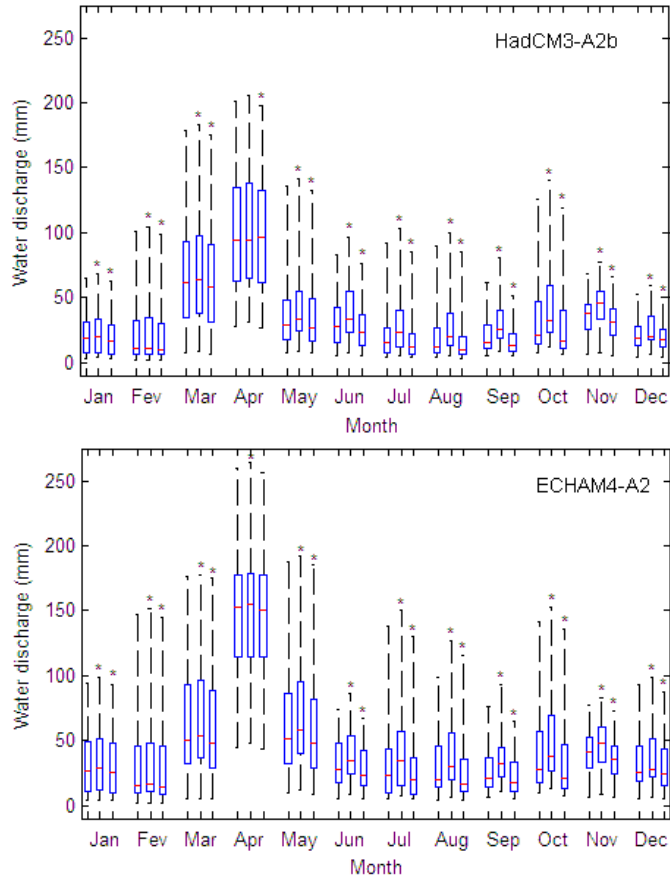 HadCM3-A2b
Water discharge (mm)
250
200
150
100
50
0
Jan Fev Mar Apr May Jun Jul Aug Sep Oct Nov Dec
Month
ECHAM4-A2
Water discharge (mm)
250
200
150
100
50
0
Jan Fev Mar Apr May Jun Jul Aug Sep Oct Nov Dec
Month